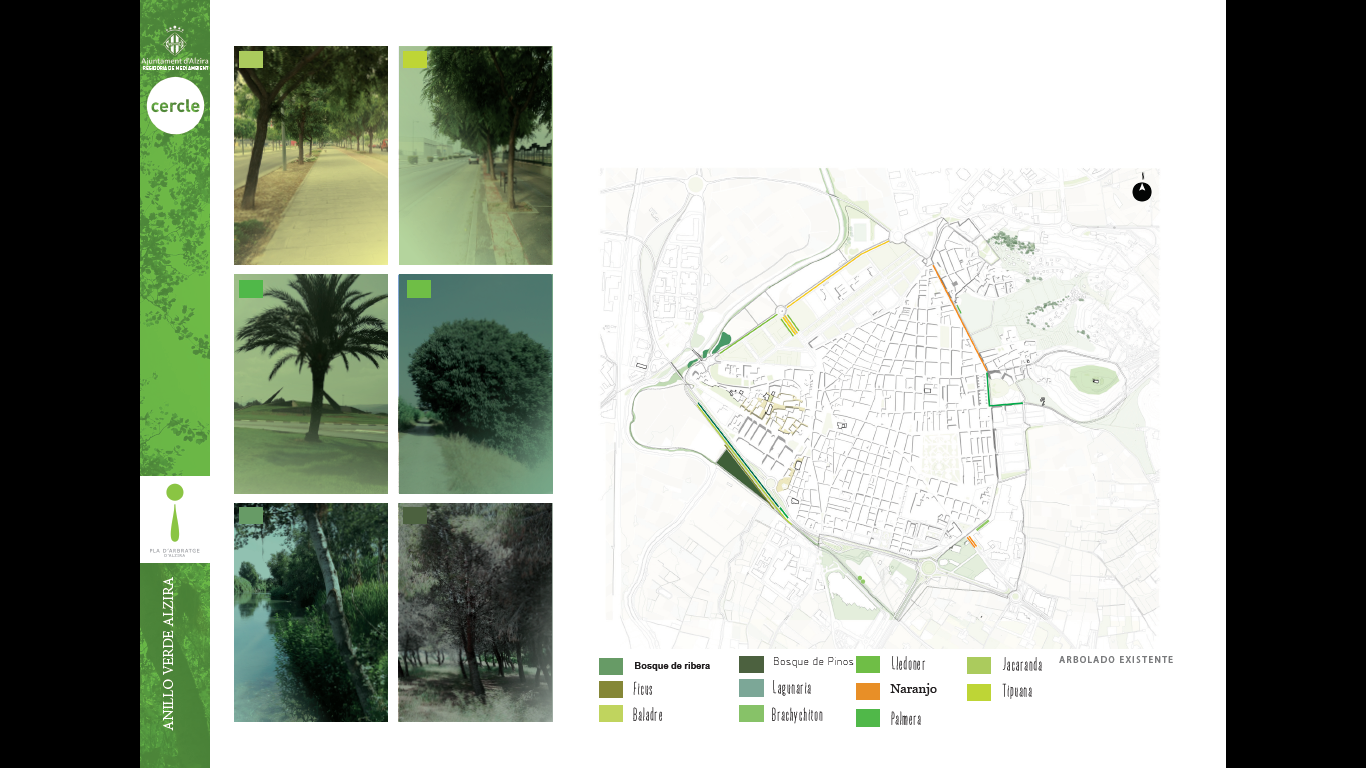 Ajuntament d'Alzira
REGIDORIA DE MEDI AMBIENT
cercle
PLA D'ARBRATGE
D'ALZIRA
ANILLO VERDE ALZIRA
Bosque de ribera
Ficus
Baladre
Bosque de Pinos
Lagunaria
Brachychiton
Lledoner
Naranjo
Palmera
Jacaranda
Tipuana
ARBOLADO EXISTENTE